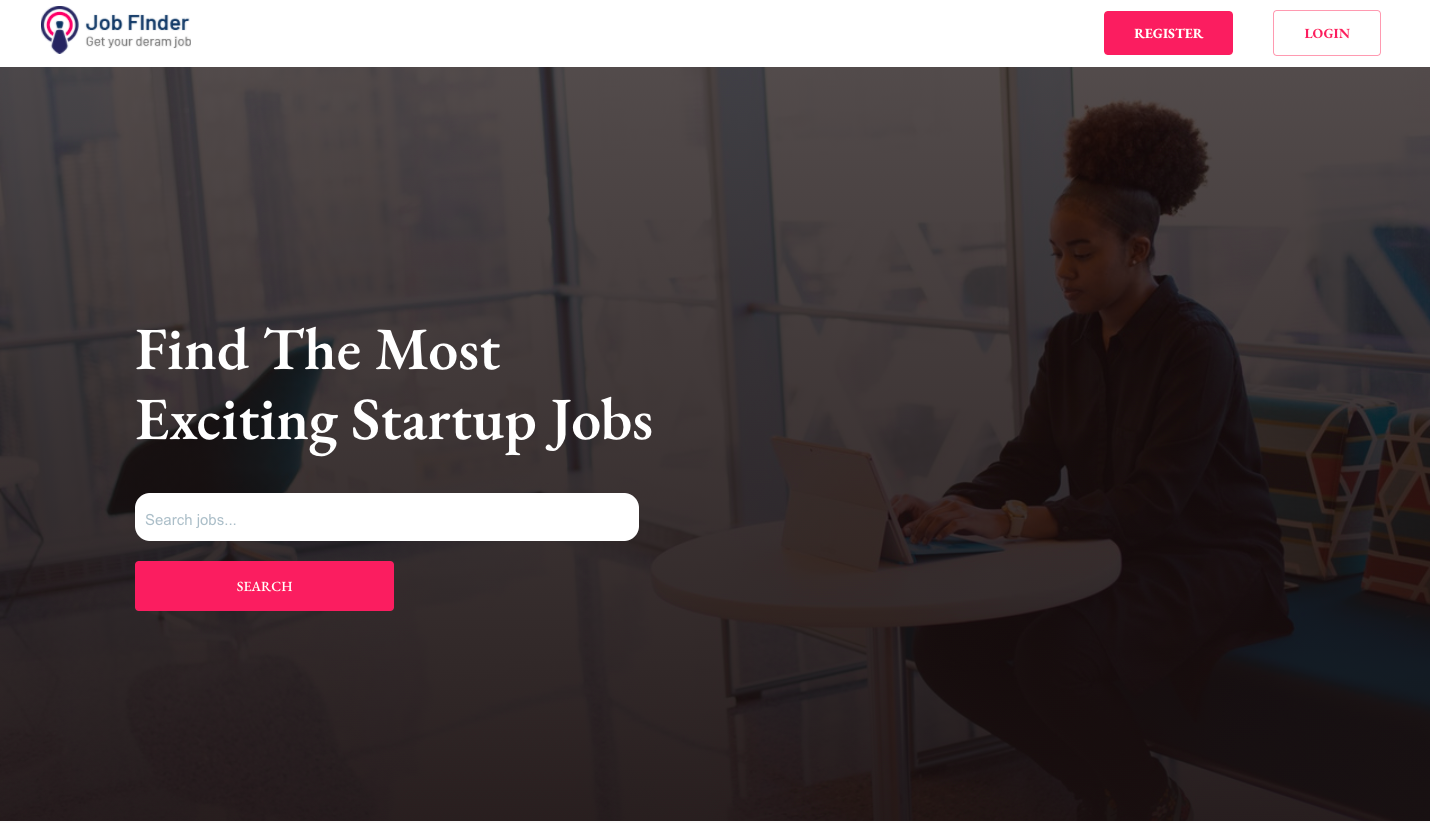 Job FInder
Get your deram job
REGISTER
LOGIN
Find The Most
Exciting Startup Jobs
Search jobs...
SEARCH